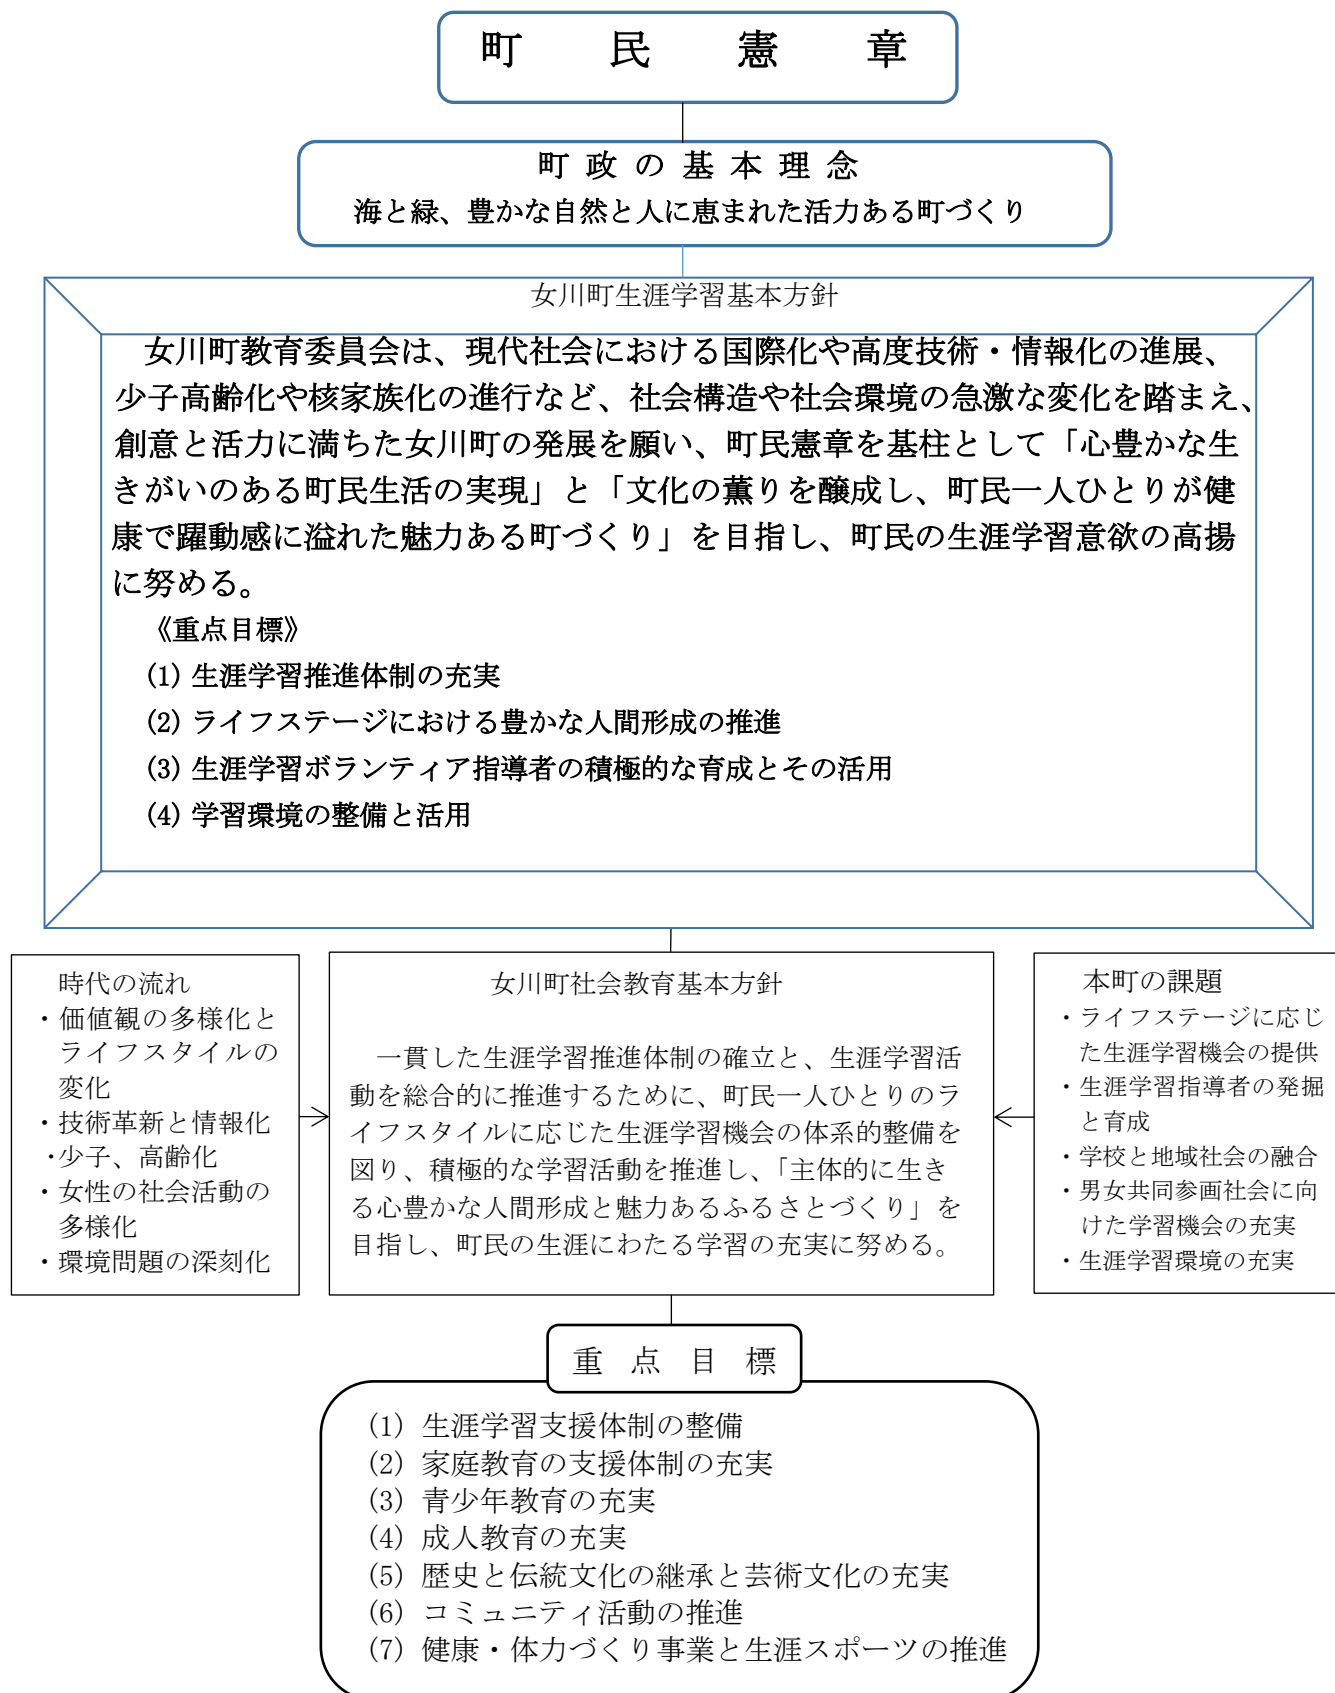 町　民　憲　章
町政の基本理念
海と緑、豊かな自然と人に恵まれた活力ある町づくり
女川町生涯学習基本方針
女川町教育委員会は、現代社会における国際化や高度技術・情報化の進展、
少子高齢化や核家族化の進行など、社会構造や社会環境の急激な変化を踏まえ、
創意と活力に満ちた女川町の発展を願い、町民憲章を基柱として「心豊かな生
きがいのある町民生活の実現」と「文化の薫りを醸成し、町民一人ひとりが健
康で躍動感に溢れた魅力ある町づくり」を目指し、町民の生涯学習意欲の高揚
に努める。
《重点目標》
(1) 生涯学習推進体制の充実
(2) ライフステージにおける豊かな人間形成の推進
(3) 生涯学習ボランティア指導者の積極的な育成とその活用
(4) 学習環境の整備と活用
時代の流れ
・価値観の多様化と
ライフスタイルの
変化
・技術革新と情報化
・少子、高齢化
・女性の社会活動の
多様化
・環境問題の深刻化
女川町社会教育基本方針
一貫した生涯学習推進体制の確立と、生涯学習活
動を総合的に推進するために、町民一人ひとりのラ
イフスタイルに応じた生涯学習機会の体系的整備を
図り、積極的な学習活動を推進し、「主体的に生き
る心豊かな人間形成と魅力あるふるさとづくり」を
目指し、町民の生涯にわたる学習の充実に努める。
本町の課題
・ライフステージに応じ
た生涯学習機会の提供
・生涯学習指導者の発掘
と育成
・学校と地域社会の融合
・男女共同参画社会に向
けた学習機会の充実
・生涯学習環境の充実
重　点　目　標
(1) 生涯学習支援体制の整備
(2) 家庭教育の支援体制の充実
(3) 青少年教育の充実
(4) 成人教育の充実
(5) 歴史と伝統文化の継承と芸術文化の充実
(6) コミュニティ活動の推進
(7) 健康・体力づくり事業と生涯スポーツの推進